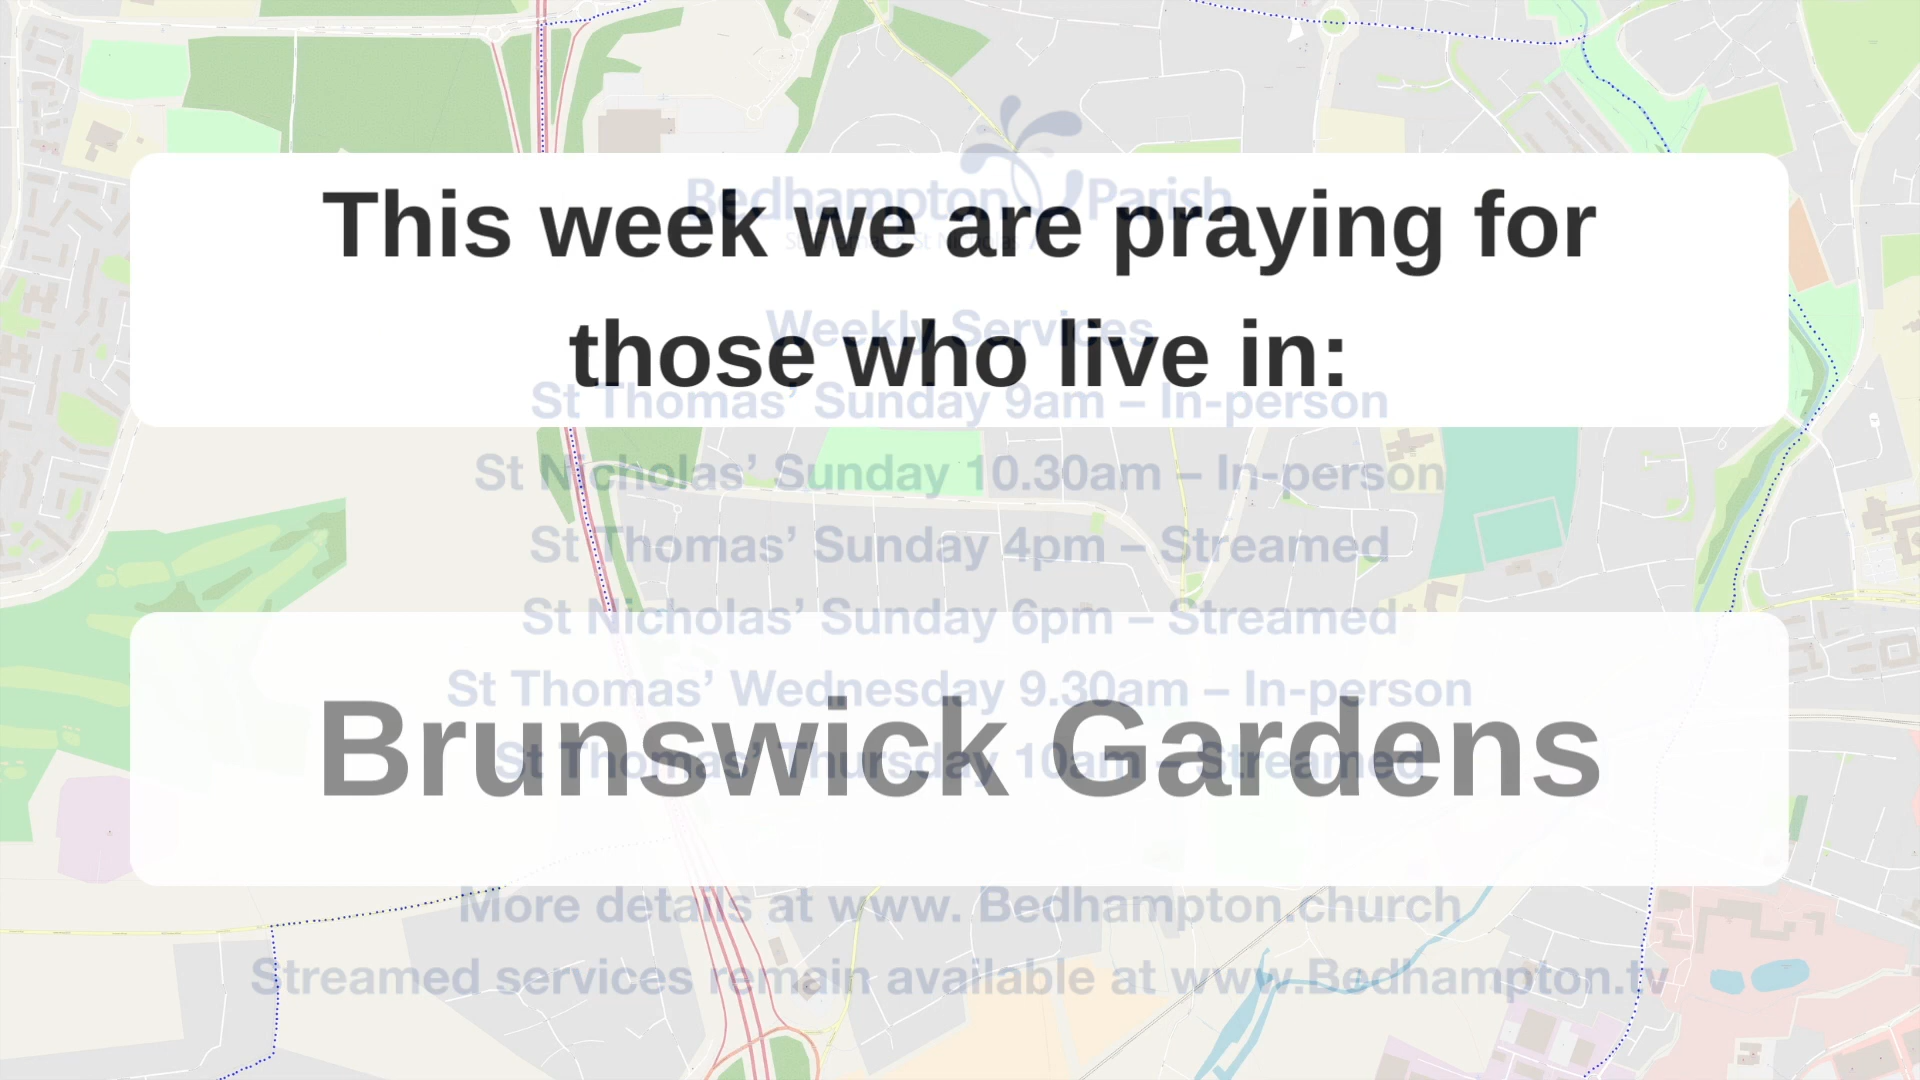 Bedhampton Parish
This week we are praying for
Weekly Services
those who live in:
St Thomas’ Sunday 9am – In-person
St Nicholas’ Sunday 10.30am – In-person
St Thomas’ Sunday 4pm – Streamed
St Nicholas’ Sunday 6pm – Streamed
St Thomas’ Wednesday 9.30am – In-person
Brunswick Gardens
St Thomas’ Thursday 10am – Streamed
More details at www. Bedhampton.church
Streamed services remain available at www.Bedhampton.tv